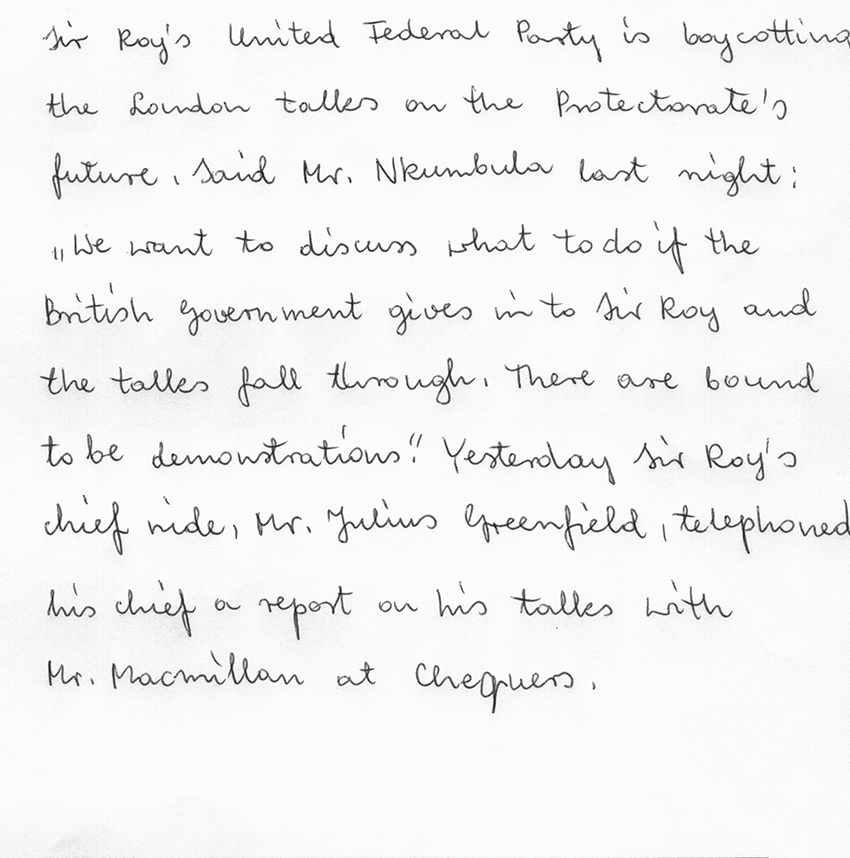 Sir Roy's United Federal Party is boycotting
the London talks on the Protectorate's
future. Said Mr. Nkumbula last night:
„We want to discuss what to do if the
British Government gives in to Sir Roy and
the talks fall through. There are bound
to be demonstrations." Yesterday Sir Roy's
chief nide, Mr. Julius Greenfield, telephoned
his chief a report on his talks with
Mr. Macmillan at Chequers.